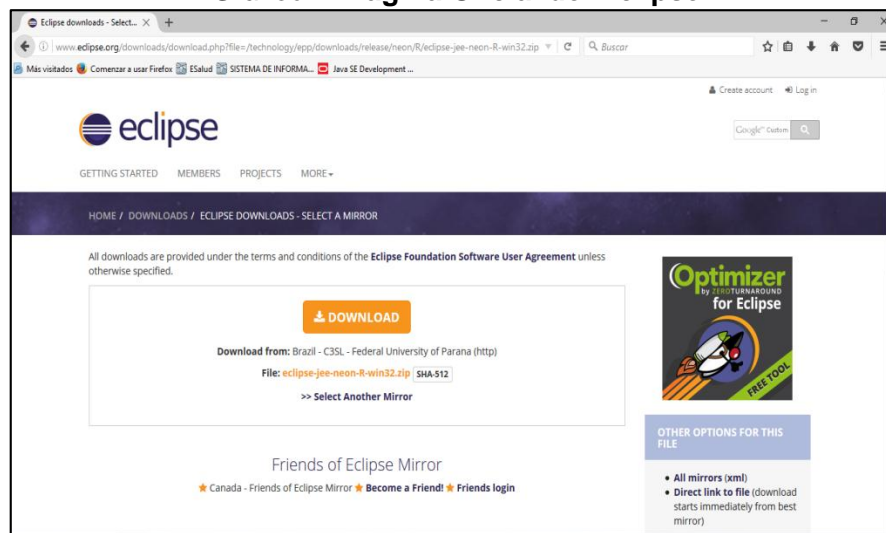 Eclipse downloads - Select...
www.eclipse.org/downloads/download.php?file=/technology/epp/downloads/release/neon/R/eclipse-jee-neon-R-win32.zip
Buscar
Más visitados Comenzar a usar Firefox ESalud SISTEMA DE INFORMA... Java SE Development ...
Create account Log in
eclipse
Google™ Custom
GETTING STARTED MEMBERS PROJECTS MORE
HOME / DOWNLOADS / ECLIPSE DOWNLOADS - SELECT A MIRROR
All downloads are provided under the terms and conditions of the Eclipse Foundation Software User Agreement unless
otherwise specified.
DOWNLOAD
Download from: Brazil - C3SL - Federal University of Parana (http)
File: eclipse-jee-neon-R-win32.zip SHA-512
>> Select Another Mirror
Friends of Eclipse Mirror
Canada - Friends of Eclipse Mirror Become a Friend! Friends login
Optimizer
by ZEROTURNAROUND
for Eclipse
FREE TOOL
OTHER OPTIONS FOR THIS
FILE
All mirrors (xml)
Direct link to file (download
starts immediately from best
mirror)